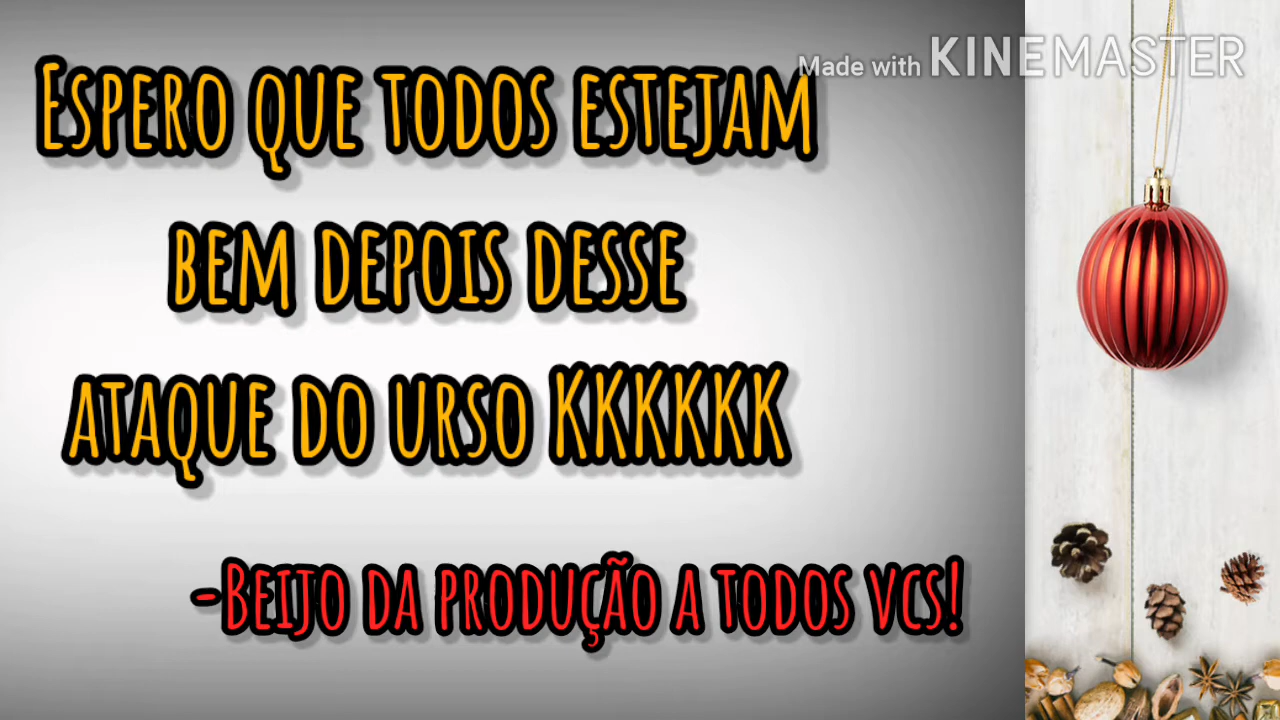 Made with KINEMASTER
ESPERO QUE TODOS ESTEJAM
BEM DEPOIS DESSE
ATAQUE DO URSO KKKKKK
-BEIJO DA PRODUÇÃO A TODOS VCS!